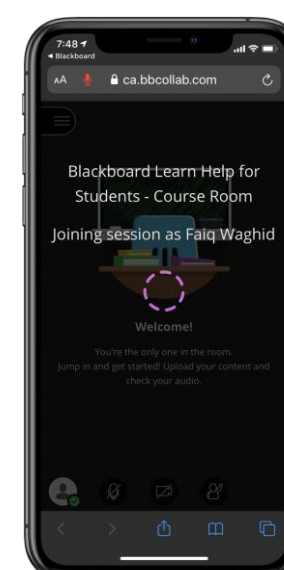 7:48
◀ Blackboard
AA ca.bbcollab.com
Blackboard Learn Help for
Students - Course Room
Joining session as Faiq Waghid
Welcome!
You're the only one in the room.
Jump in and get started! Upload your content and
check your audio.